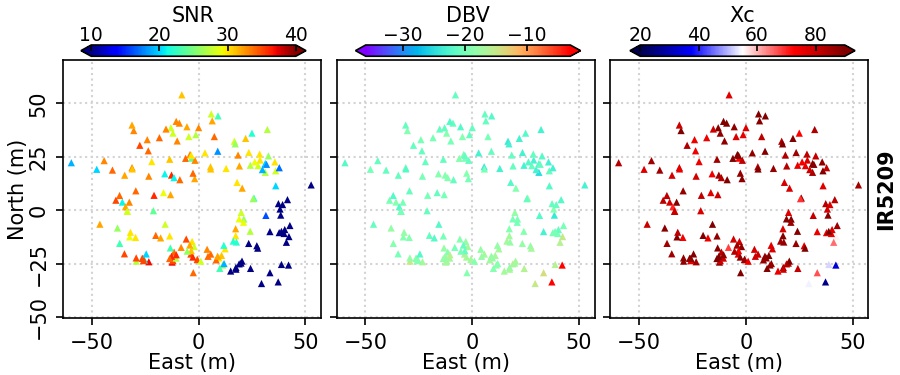 SNR DBV Xc
10 20 30 40 −30 −20 −10 20 40 60 80
North (m)
50
25
0
−25
−50
−50 0 50 −50 0 50 −50 0 50
East (m) East (m) East (m)
IR5209